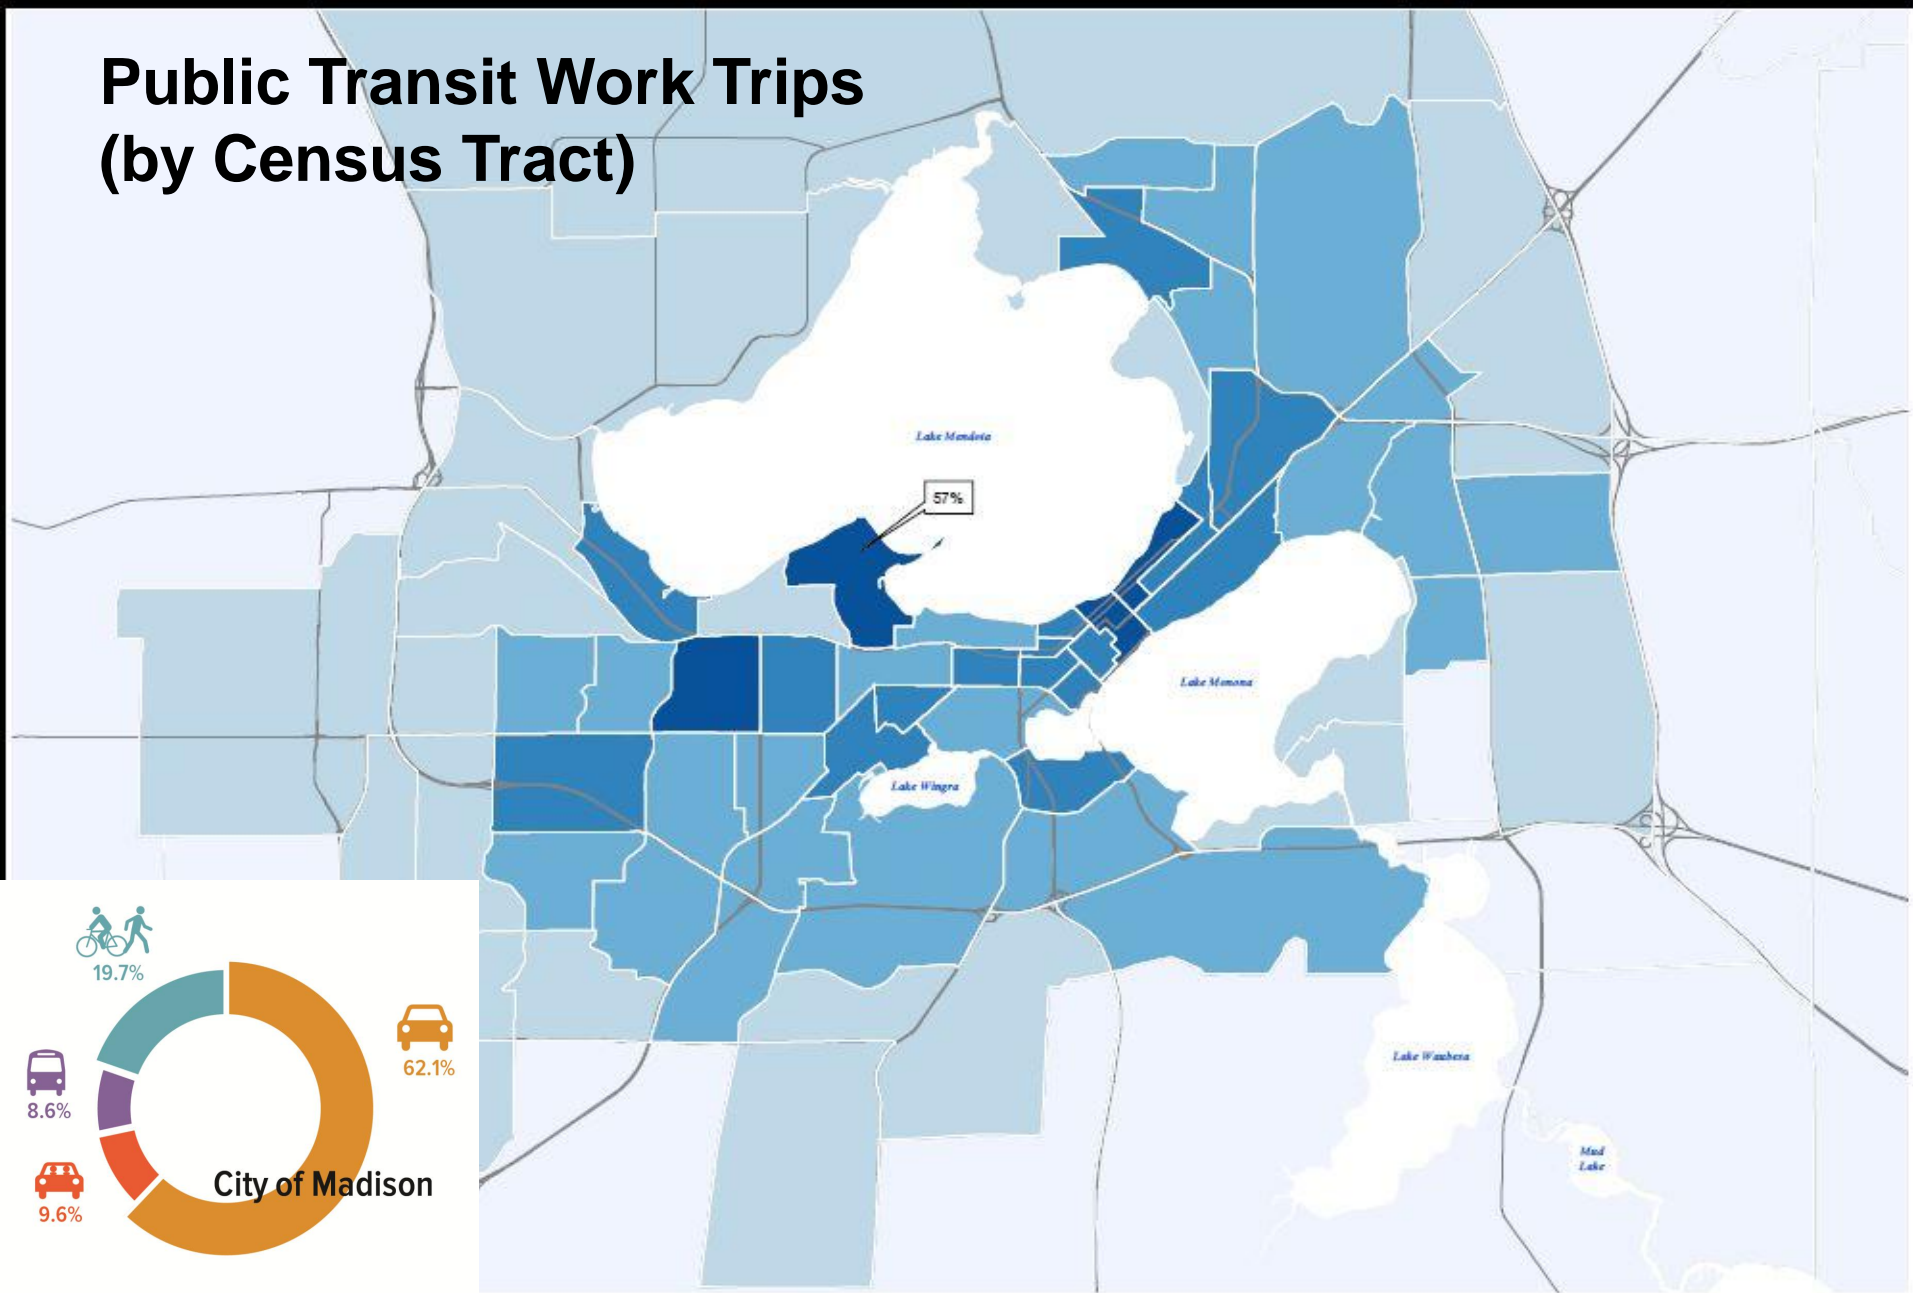 Public Transit Work Trips
(by Census Tract)
Lake Mendota
57%
Lake Monona
Lake Wingra
Lake Waubesa
Mud
Lake
19.7%
62.1%
8.6%
9.6%
City of Madison